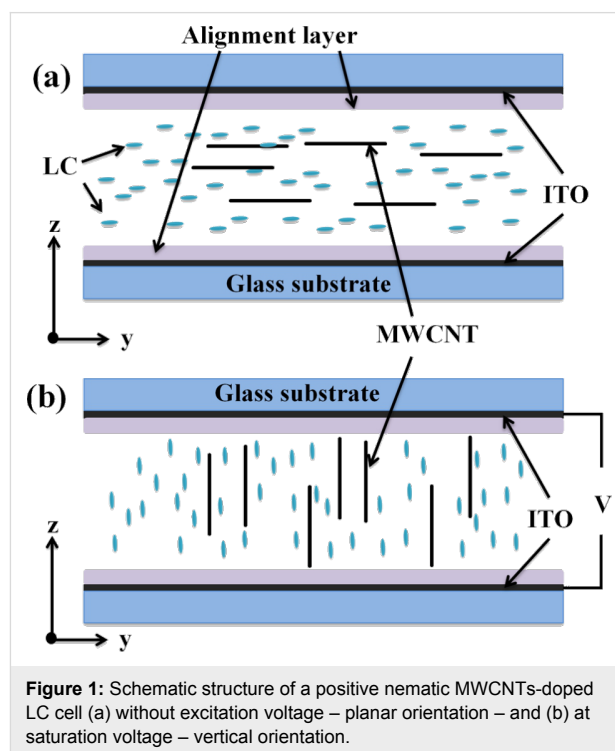 Alignment layer
(a)
LC
ITO
z
Glass substrate
y
MWCNT
(b)
Glass substrate
V
ITO
z
y
Figure 1: Schematic structure of a positive nematic MWCNTs-doped
LC cell (a) without excitation voltage – planar orientation – and (b) at
saturation voltage – vertical orientation.